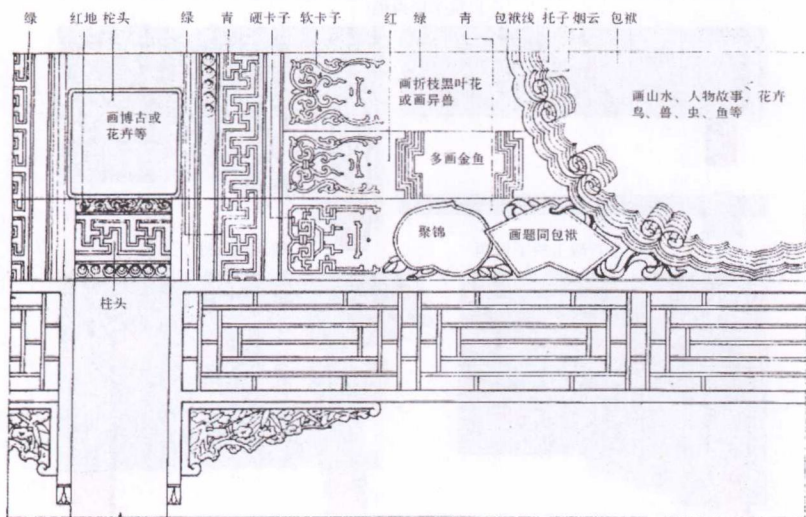 绿 红地 柁头 绿 青 硬卡子 软卡子 红 绿 青 包袱线 托子 烟云 包袱
画博古或
花卉等
画折枝黑叶花
或画异兽
画山水、人物故事、花卉
鸟、兽、虫、鱼等
多画金鱼
聚锦
画题同包袱
柱头